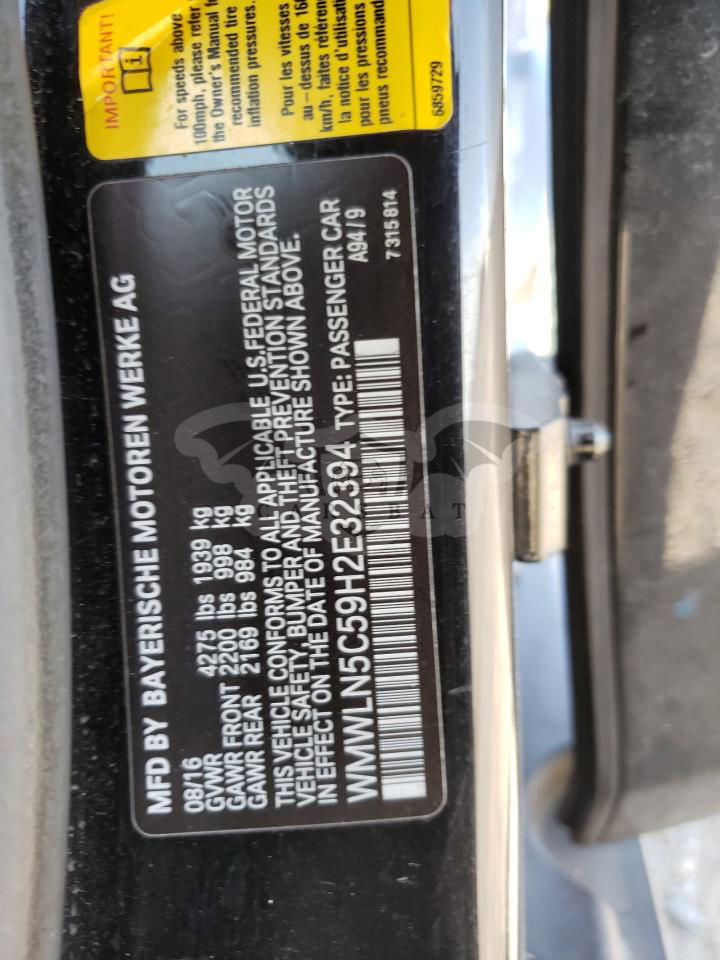 IMPORTANT!
For speeds above
100mph, please refer
the Owner's Manual fo
recommended tire
inflation pressures.
Pour les vitesses
au - dessus de 16
km/h, faites référen
la notice d'utilisati
pour les pressions
pneus recommand
6859729
MFD BY BAYERISCHE MOTOREN WERKE AG
08/16
GVWR 4275 lbs 1939 kg
GAWR FRONT 2200 lbs 998 kg
GAWR REAR 2169 lbs 984 kg
THIS VEHICLE CONFORMS TO ALL APPLICABLE U.S.FEDERAL MOTOR
VEHICLE SAFETY, BUMPER AND THEFT PREVENTION STANDARDS
IN EFFECT ON THE DATE OF MANUFACTURE SHOWN ABOVE.
WMWLN5C59H2E32394 TYPE: PASSENGER CAR
A94 / 9
7 315 814